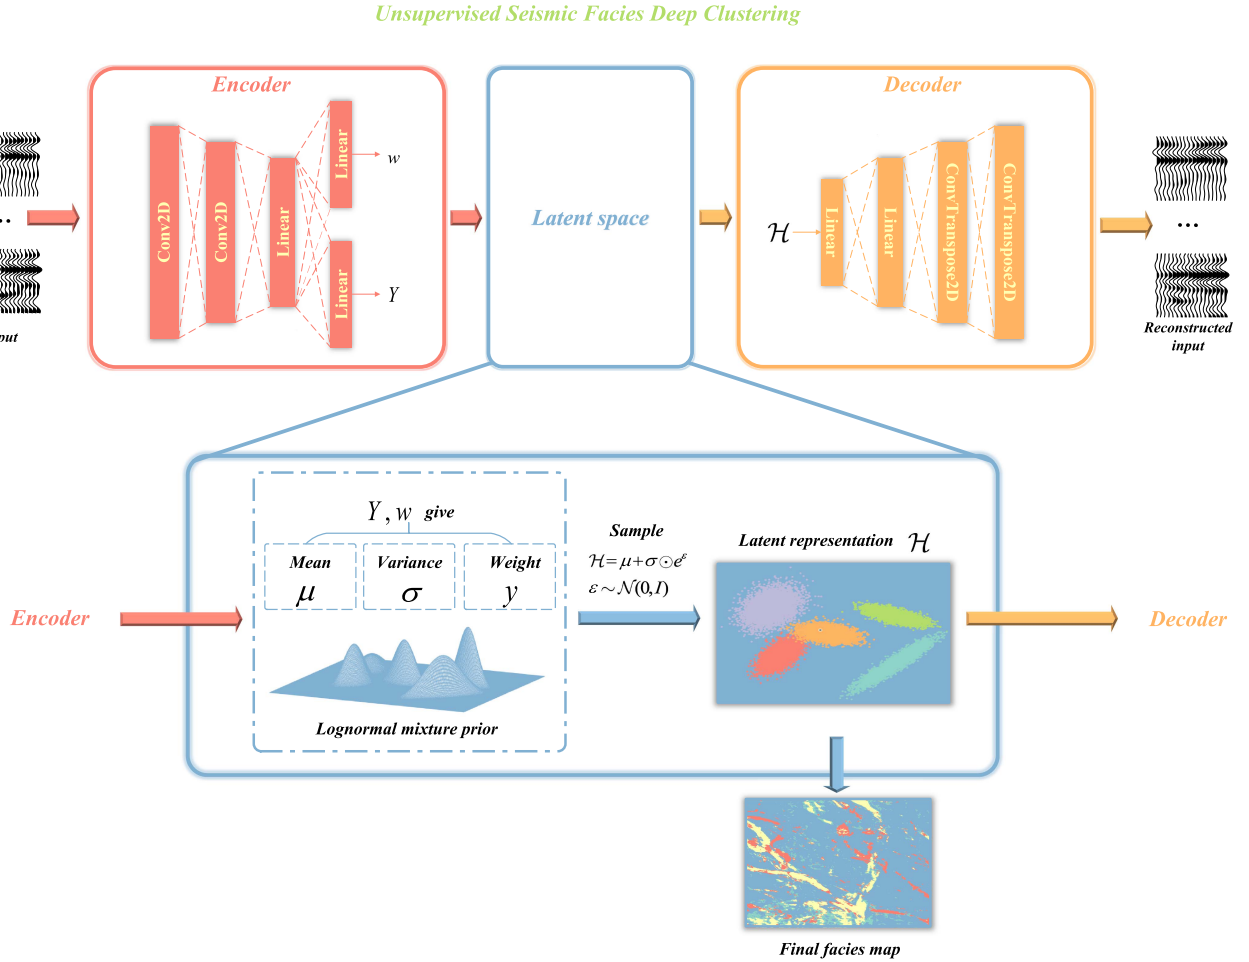 Unsupervised Seismic Facies Deep Clustering
Encoder
Conv2D
Conv2D
Linear
Linear
w
Linear
Y
Latent space
Decoder
ℋ
Linear
Linear
ConvTranspose2D
ConvTranspose2D
...
...
put
Reconstructed
input
Y, w give
Mean
μ
Variance
σ
Weight
y
Lognormal mixture prior
Sample
ℋ=μ+σ⊙e^ε
ε∼𝒩(0,I)
Latent representation ℋ
Encoder
Decoder
Final facies map